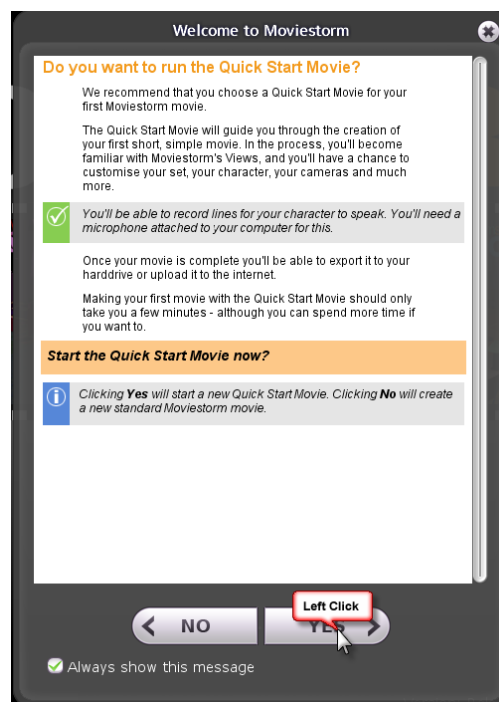 Welcome to Moviestorm
Do you want to run the Quick Start Movie?
We recommend that you choose a Quick Start Movie for your
first Moviestorm movie.
The Quick Start Movie will guide you through the creation of
your first short, simple movie. In the process, you'll become
familiar with Moviestorm's Views, and you'll have a chance to
customise your set, your character, your cameras and much
more.
You'll be able to record lines for your character to speak. You'll need a
microphone attached to your computer for this.
Once your movie is complete you'll be able to export it to your
harddrive or upload it to the internet.
Making your first movie with the Quick Start Movie should only
take you a few minutes - although you can spend more time if
you want to.
Start the Quick Start Movie now?
Clicking Yes will start a new Quick Start Movie. Clicking No will create
a new standard Moviestorm movie.
Left Click
NO YES
Always show this message